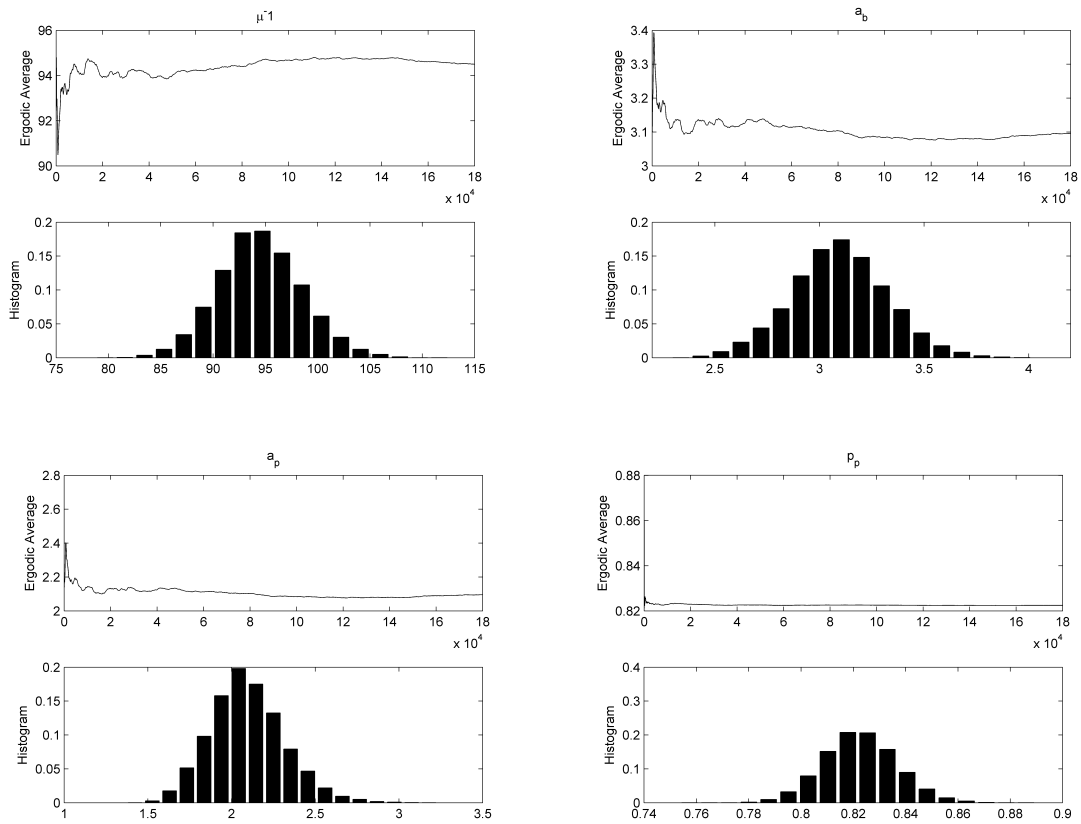 μ-1
Ergodic Average
96
94
92
90
0 2 4 6 8 10 12 14 16 18
x 10^4
Histogram
0.2
0.15
0.1
0.05
0
75 80 85 90 95 100 105 110 115
a_b
Ergodic Average
3.4
3.3
3.2
3.1
3
0 2 4 6 8 10 12 14 16 18
x 10^4
Histogram
0.2
0.15
0.1
0.05
0
2.5 3 3.5 4
a_p
Ergodic Average
2.8
2.6
2.4
2.2
2
0 2 4 6 8 10 12 14 16 18
x 10^4
Histogram
0.2
0.15
0.1
0.05
0
1 1.5 2 2.5 3 3.5
p_p
Ergodic Average
0.88
0.86
0.84
0.82
0 2 4 6 8 10 12 14 16 18
x 10^4
Histogram
0.4
0.3
0.2
0.1
0
0.74 0.76 0.78 0.8 0.82 0.84 0.86 0.88 0.9